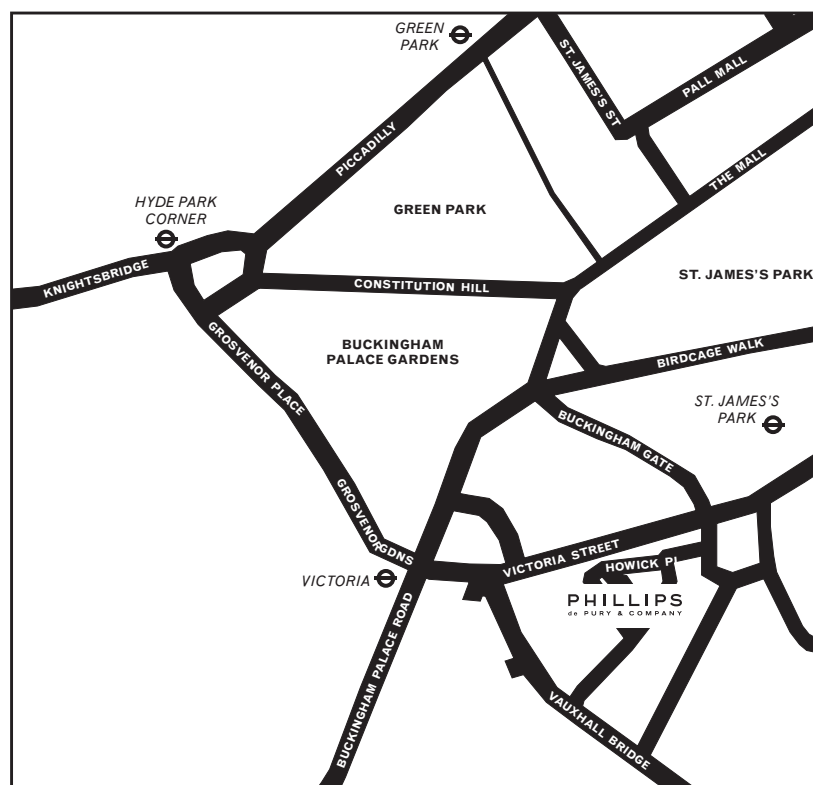 GREEN
PARK
ST. JAMES'S ST
PALL MALL
PICCADILLY
THE MALL
HYDE PARK
CORNER
GREEN PARK
KNIGHTSBRIDGE
CONSTITUTION HILL
ST. JAMES'S PARK
GROSVENOR PLACE
BUCKINGHAM
PALACE GARDENS
BIRDCAGE WALK
ST. JAMES'S
PARK
BUCKINGHAM GATE
GROSVENOR
GDNS
VICTORIA STREET
HOWICK PI
VICTORIA
PHILLIPS
de PURY & COMPANY
BUCKINGHAM PALACE ROAD
VAUXHALL BRIDGE